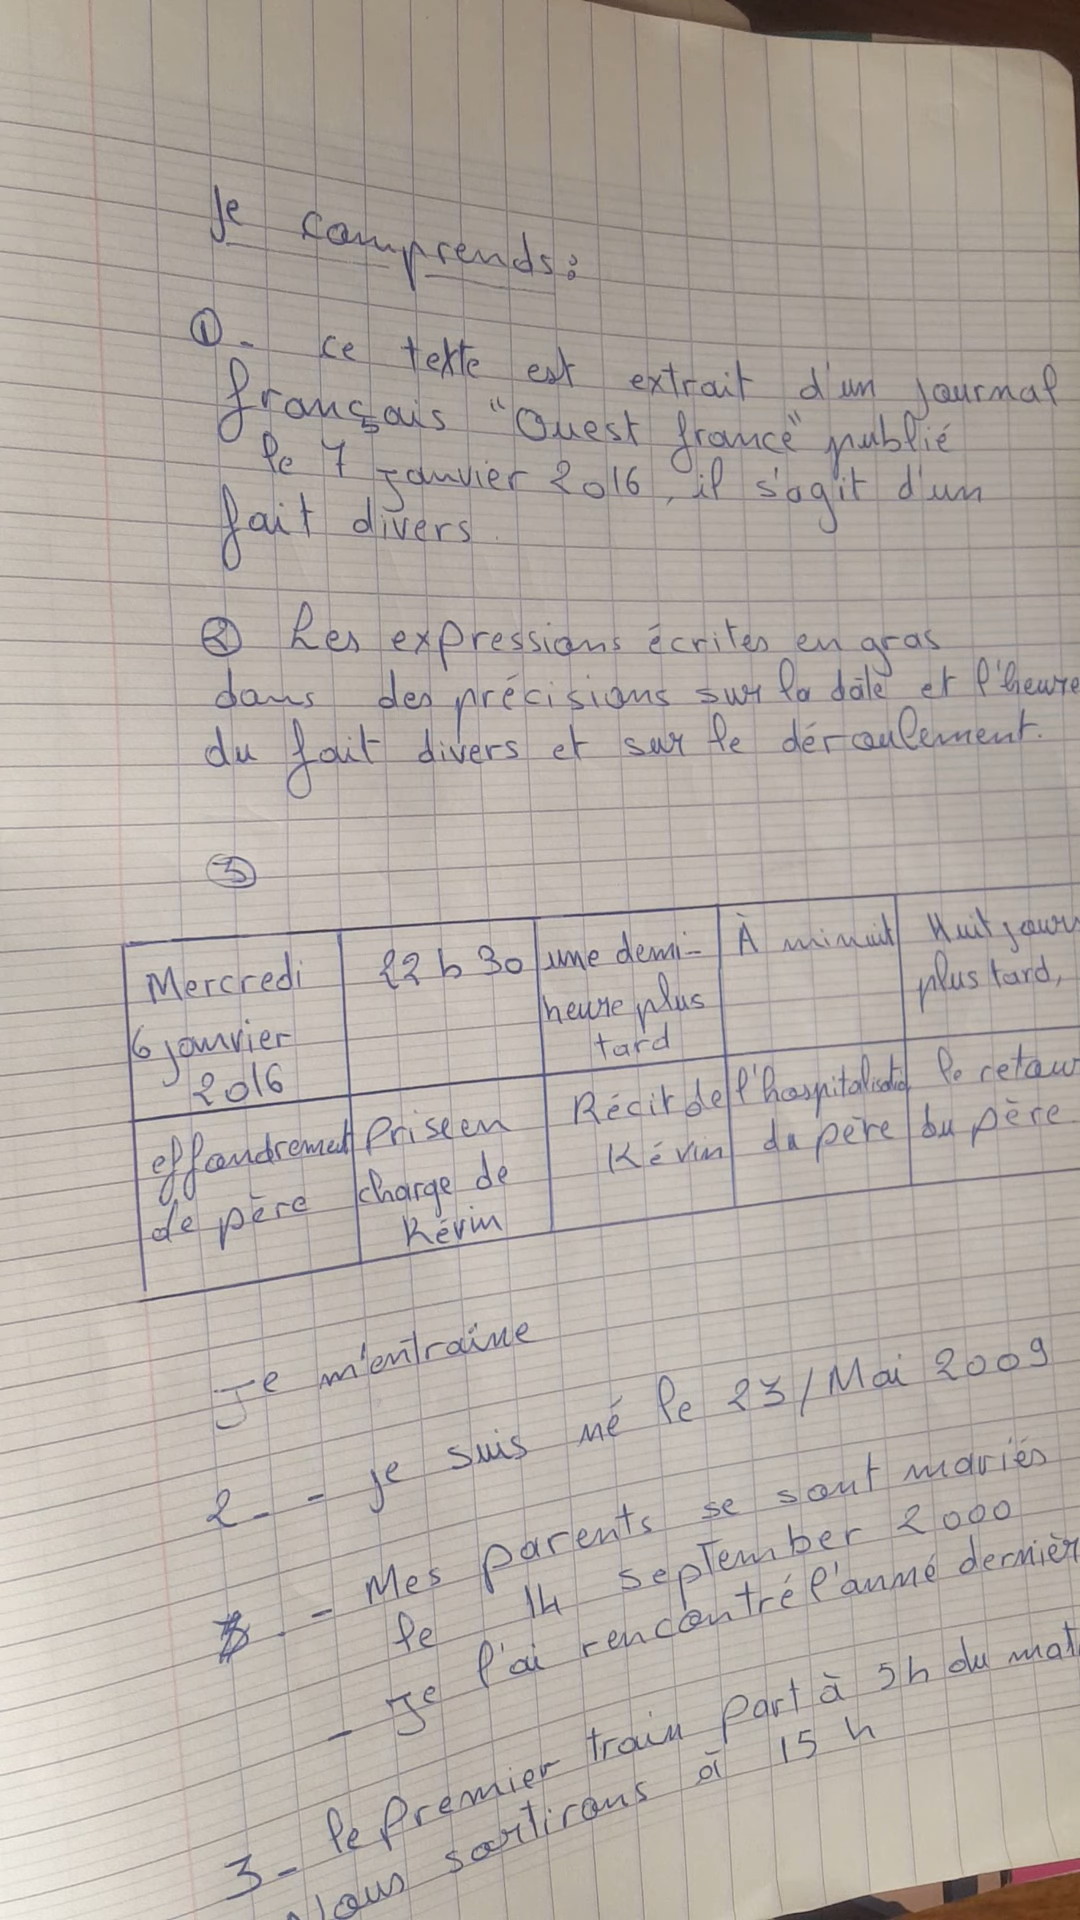 Je comprends:
①- ce texte est extrait d'un journal
français "Ouest france" publié
le 7 janvier 2016, il s'agit d'un
fait divers.
② Les expressions écrites en gras
dans des précisions sur la date et l'heure
du fait divers et sur le déroulement.
③
Mercredi
6 janvier
2016
22 h 30
une demi-
heure plus
tard
À minuit
Huit jours
plus tard,
effondrement
de père
Prise en
charge de
Kévin
Récit de
Kévin
l'hospitalisatio
du père
le retour
du père
Je m'entraine
2 - - je suis né le 23/Mai 2009
- Mes parents se sont mariés
le 14 september 2000
- Je l'ai rencontré l'anné dernièr
3 - le premier train part à 5h du mat
Nous sortirons à 15 h